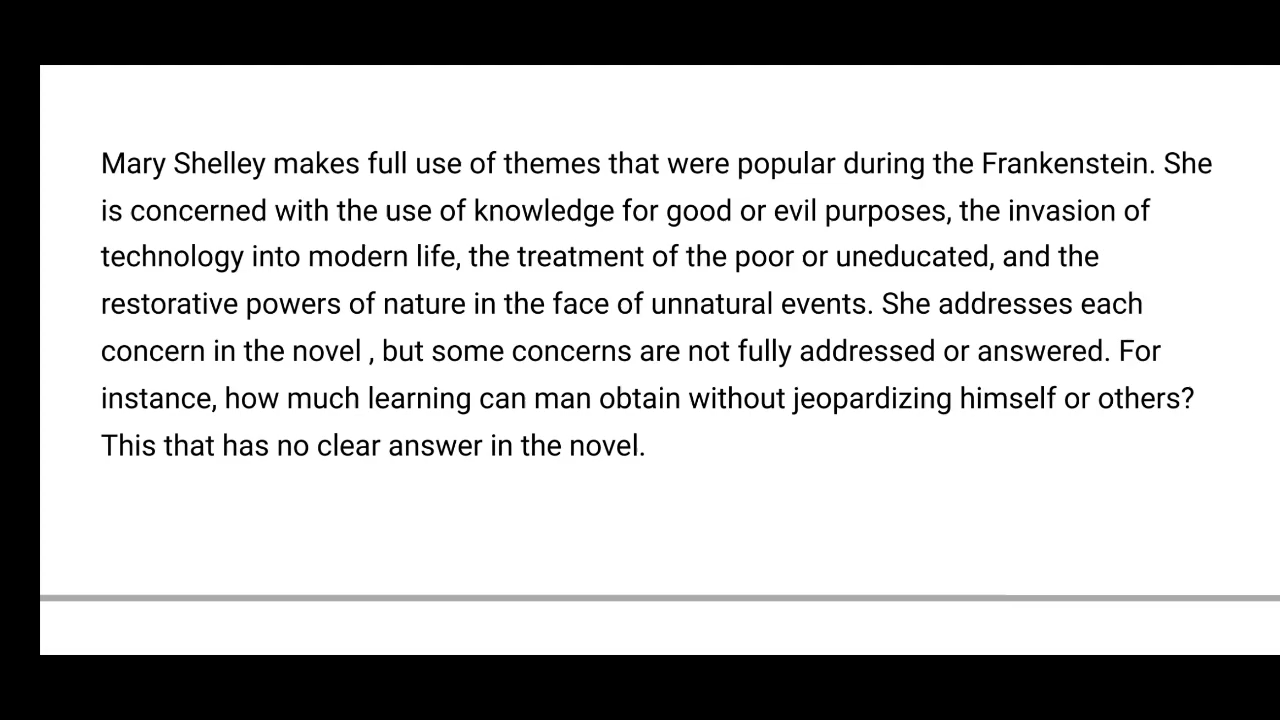 Mary Shelley makes full use of themes that were popular during the Frankenstein. She
is concerned with the use of knowledge for good or evil purposes, the invasion of
technology into modern life, the treatment of the poor or uneducated, and the
restorative powers of nature in the face of unnatural events. She addresses each
concern in the novel , but some concerns are not fully addressed or answered. For
instance, how much learning can man obtain without jeopardizing himself or others?
This that has no clear answer in the novel.